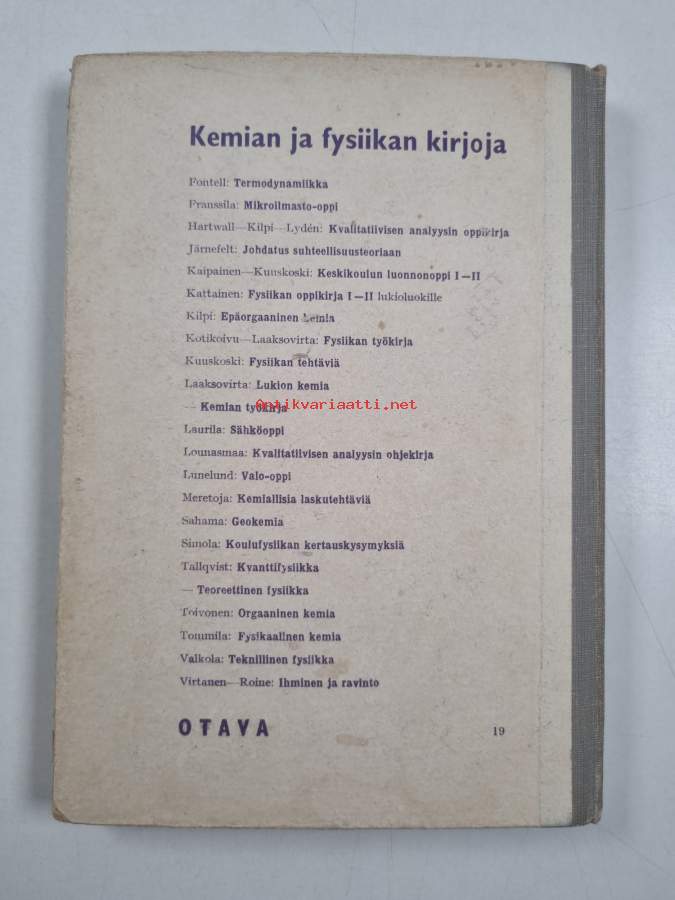 Kemian ja fysiikan kirjoja
Fontell: Termodynamiikka
Franssila: Mikroilmasto-oppi
Hartwall—Kilpi—Lydén: Kvalitatiivisen analyysin oppikirja
Järnefelt: Johdatus suhteellisuusteoriaan
Kaipainen—Kuuskoski: Keskikoulun luonnonoppi I—II
Kattainen: Fysiikan oppikirja I—II lukioluokille
Kilpi: Epäorgaaninen kemia
Kotikoivu—Laaksovirta: Fysiikan työkirja
Kuuskoski: Fysiikan tehtäviä
Laaksovirta: Lukion kemia
Antikvariaatti.net
— Kemian työkirja
Laurila: Sähköoppi
Lounasmaa: Kvalitatiivisen analyysin ohjekirja
Lunelund: Valo-oppi
Meretoja: Kemiallisia laskutehtäviä
Sahama: Geokemia
Simola: Koulufysiikan kertauskysymyksiä
Tallqvist: Kvanttifysiikka
— Teoreettinen fysiikka
Toivonen: Orgaaninen kemia
Tommila: Fysikaalinen kemia
Valkola: Teknillinen fysiikka
Virtanen—Roine: Ihminen ja ravinto
OTAVA 19